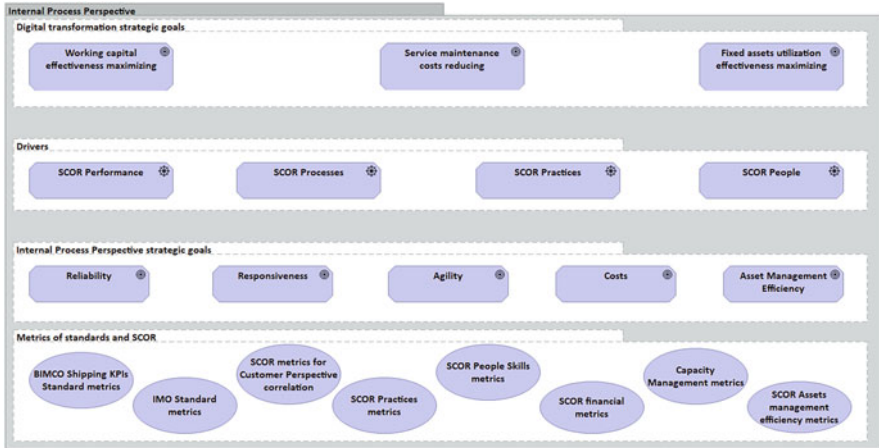 Internal Process Perspective
Digital transformation strategic goals
Working capital
effectiveness maximizing
Service maintenance
costs reducing
Fixed assets utilization
effectiveness maximizing
Drivers
SCOR Performance
SCOR Processes
SCOR Practices
SCOR People
Internal Process Perspective strategic goals
Reliability
Responsiveness
Agility
Costs
Asset Management
Efficiency
Metrics of standards and SCOR
BIMCO Shipping KPIs
Standard metrics
IMO Standard
metrics
SCOR metrics for
Customer Perspective
correlation
SCOR Practices
metrics
SCOR People Skills
metrics
SCOR financial
metrics
Capacity
Management metrics
SCOR Assets
management
efficiency metrics